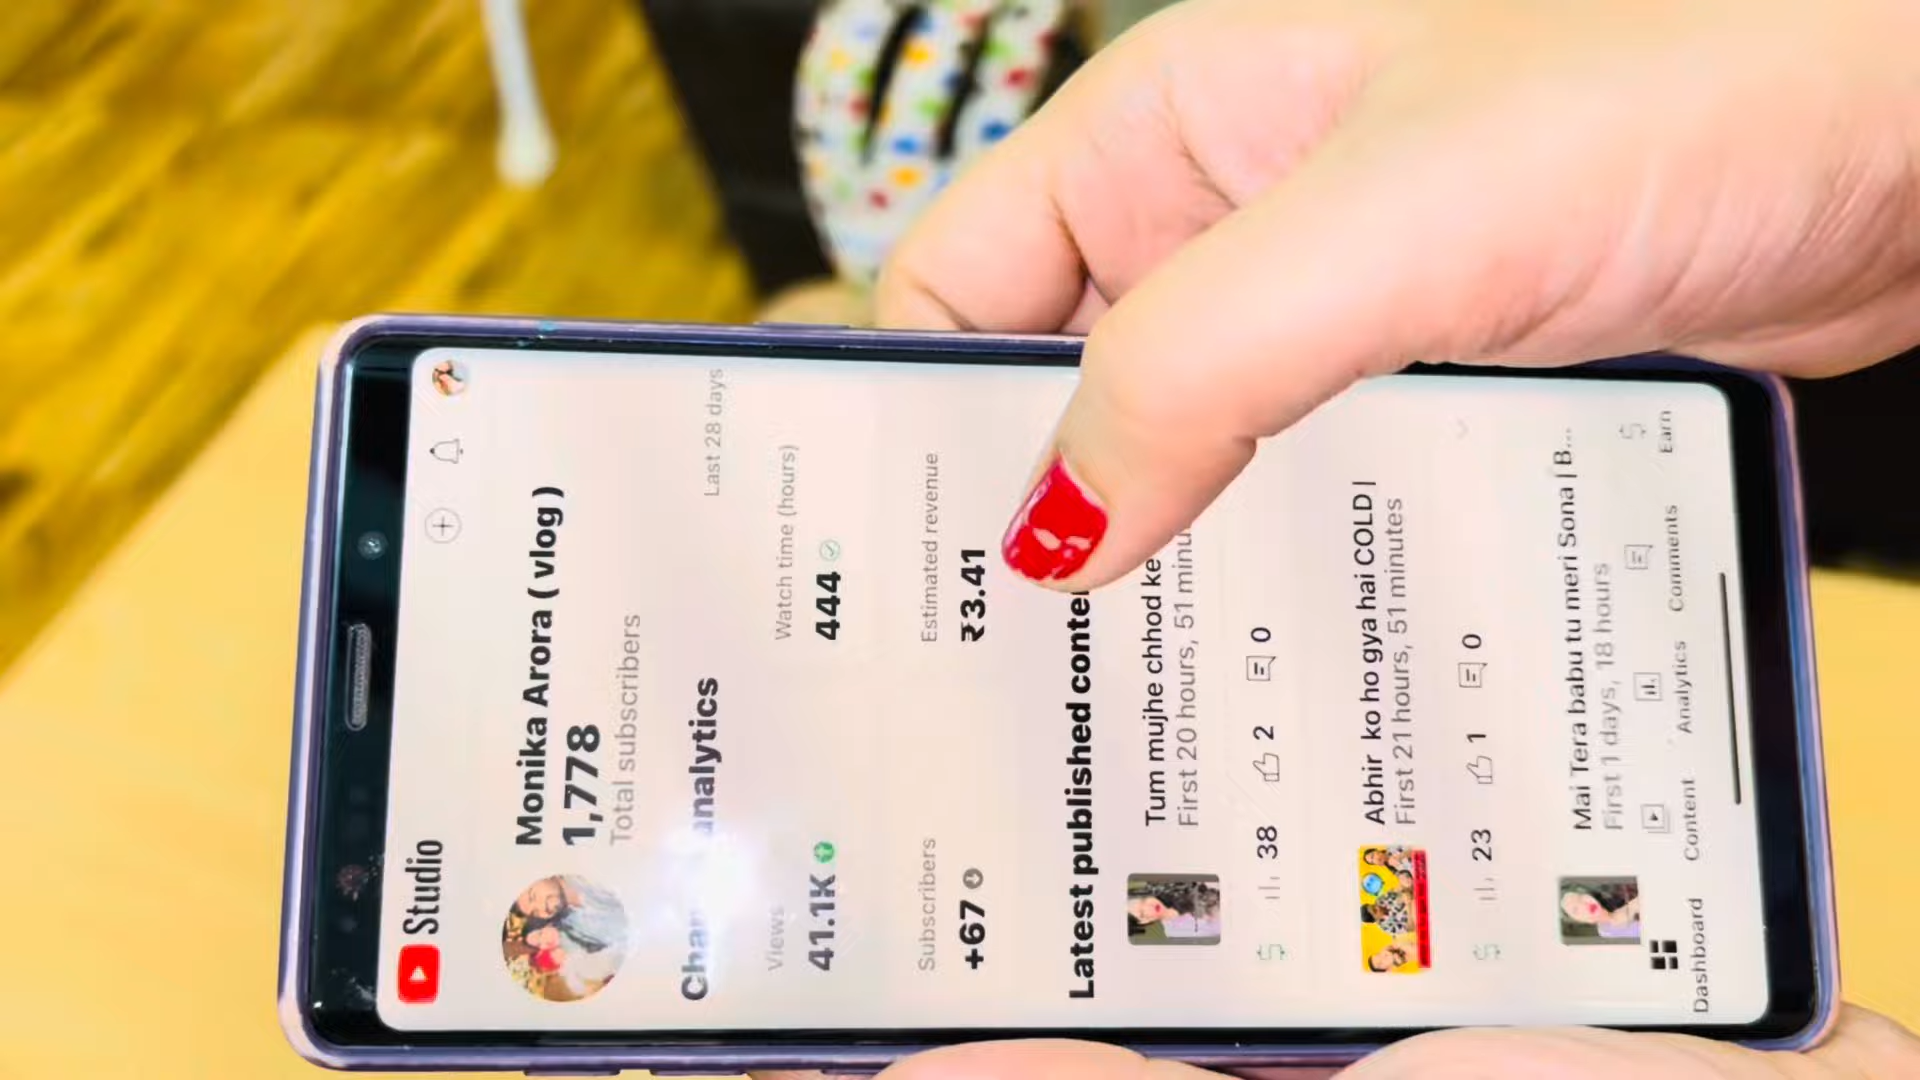 Studio
Monika Arora ( vlog )
1,778
Total subscribers
Channel analytics
Last 28 days
Views
Watch time (hours)
41.1K
444
Subscribers
Estimated revenue
+67
₹3.41
Latest published
Tum mujhe chhod ke
First 20 hours, 51
38 2 0
Abhir ko ho gya hai COLD |
First 21 hours, 51 minutes
23 1 0
Mai Tera babu tu meri Sona | B...
First 1 days, 18 hours
Dashboard Content Analytics Comments Earn